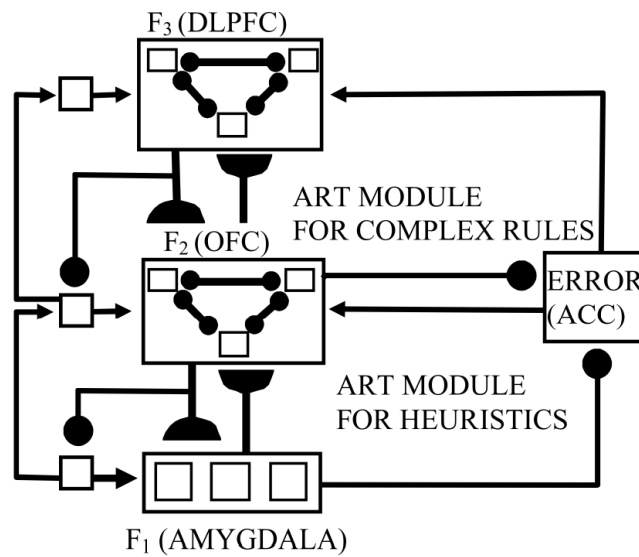 F₃ (DLPFC)
ART MODULE
FOR COMPLEX RULES
F₂ (OFC)
ERROR
(ACC)
ART MODULE
FOR HEURISTICS
F₁ (AMYGDALA)